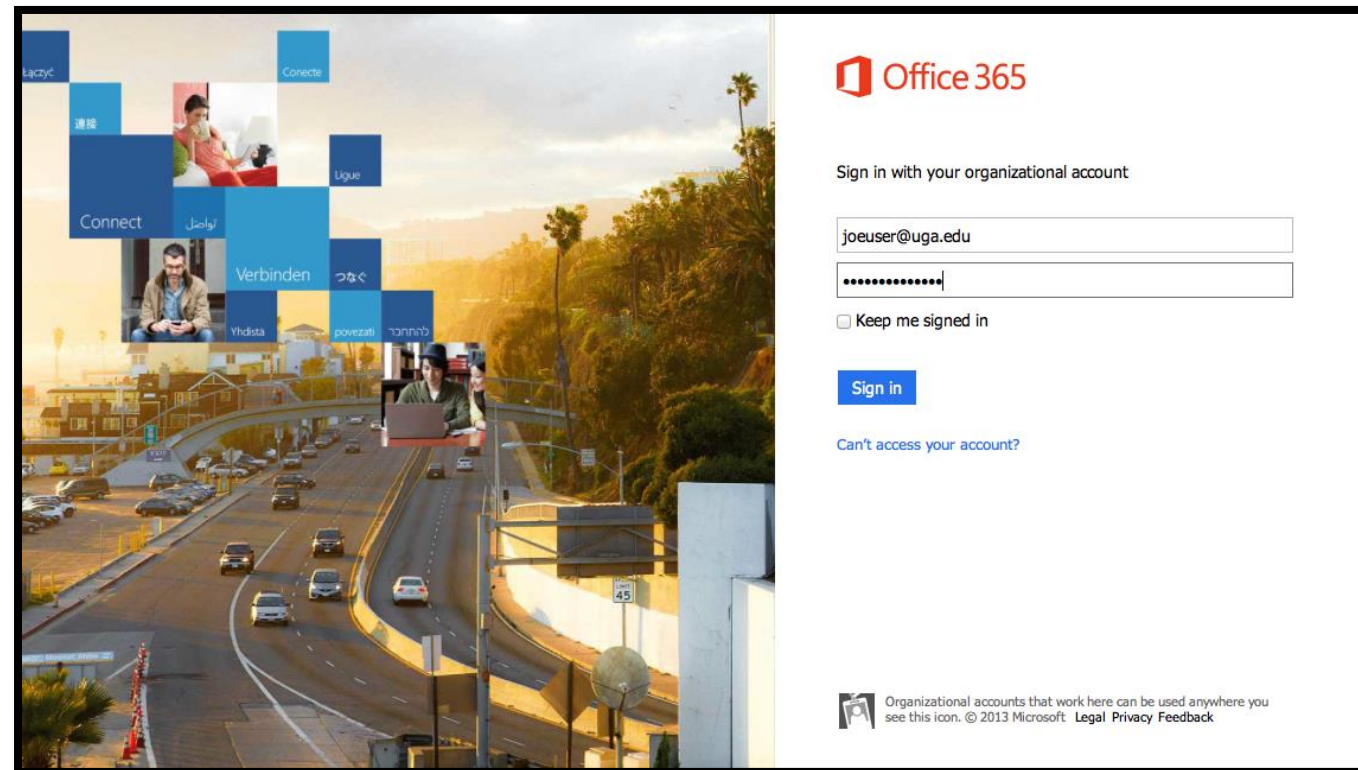 Łączyć
Conecte
連接
Ligue
Connect
تواصل
Verbinden
つなぐ
Yhdistä
povezati
להתחבר
LIMIT
45
Office 365
Sign in with your organizational account
joeuser@uga.edu
••••••••••••••
Keep me signed in
Sign in
Can't access your account?
Organizational accounts that work here can be used anywhere you
see this icon. © 2013 Microsoft Legal Privacy Feedback